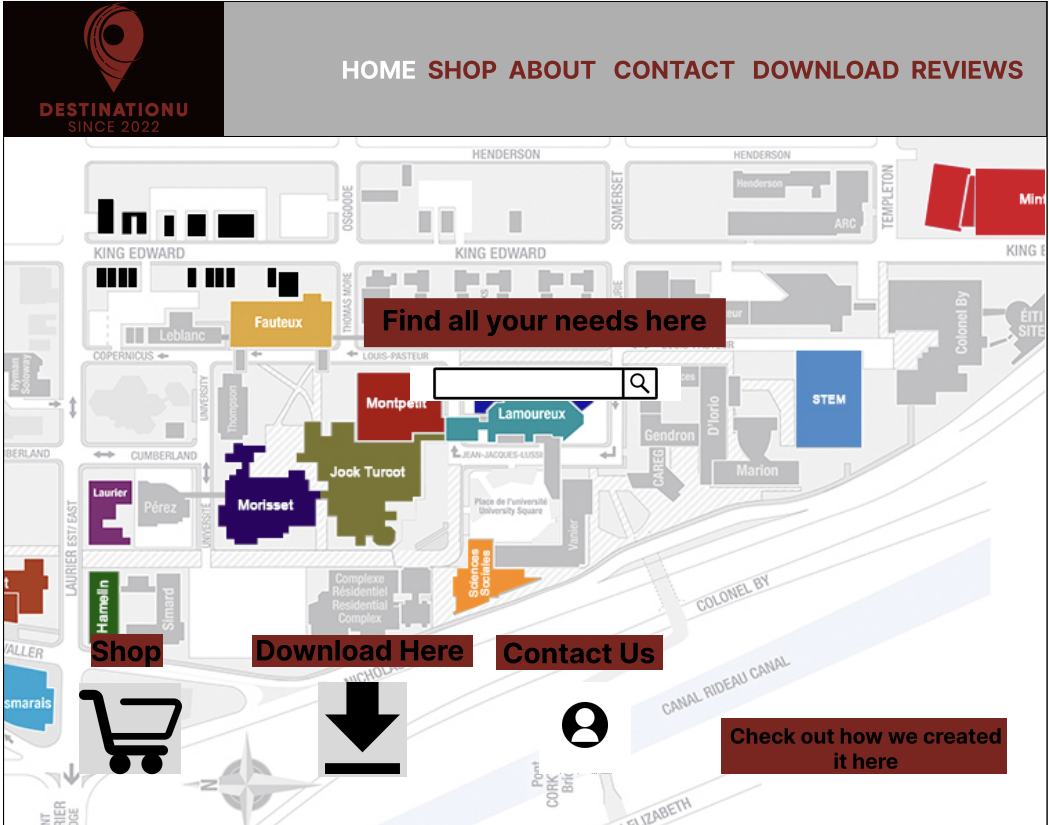 DESTINATIONU
SINCE 2022
HOME SHOP ABOUT CONTACT DOWNLOAD REVIEWS
HENDERSON
HENDERSON
OSGOODE
SOMERSET
TEMPLETON
Henderson
ARC
KING EDWARD
KING EDWARD
THOMAS MORE
Fauteux
Leblanc
Find all your needs here
Colonel By
COPERNICUS
LOUIS-PASTEUR
UNIVERSITY
Hyman
Soloway
Thompson
Montpetit
Lamoureux
D'Iorio
STEM
Gendron
Marion
CAREG
CUMBERLAND
JEAN-JACQUES-LUSSI
Jock Turcot
Laurier
Pérez
Morisset
Place de l'université
University Square
Vanier
LAURIER EST/ EAST
UNIVERSITÉ
Sciences
Sociales
Hamelin
Simard
Complexe
Résidentiel
Residential
Complex
COLONEL BY
Shop
Download Here
Contact Us
NICHOLAS
CANAL RIDEAU CANAL
smarais
Check out how we created
it here
N
ELIZABETH